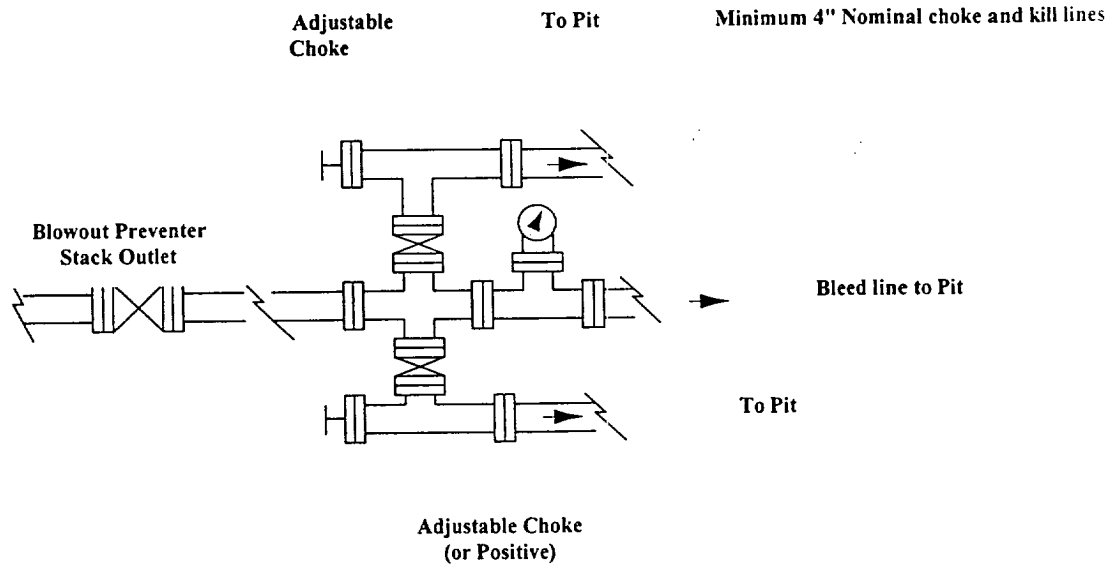 Adjustable
Choke
To Pit
Minimum 4" Nominal choke and kill lines
Blowout Preventer
Stack Outlet
Bleed line to Pit
To Pit
Adjustable Choke
(or Positive)